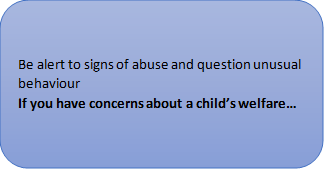 Be alert to signs of abuse and question unusual
behaviour
If you have concerns about a child’s welfare…